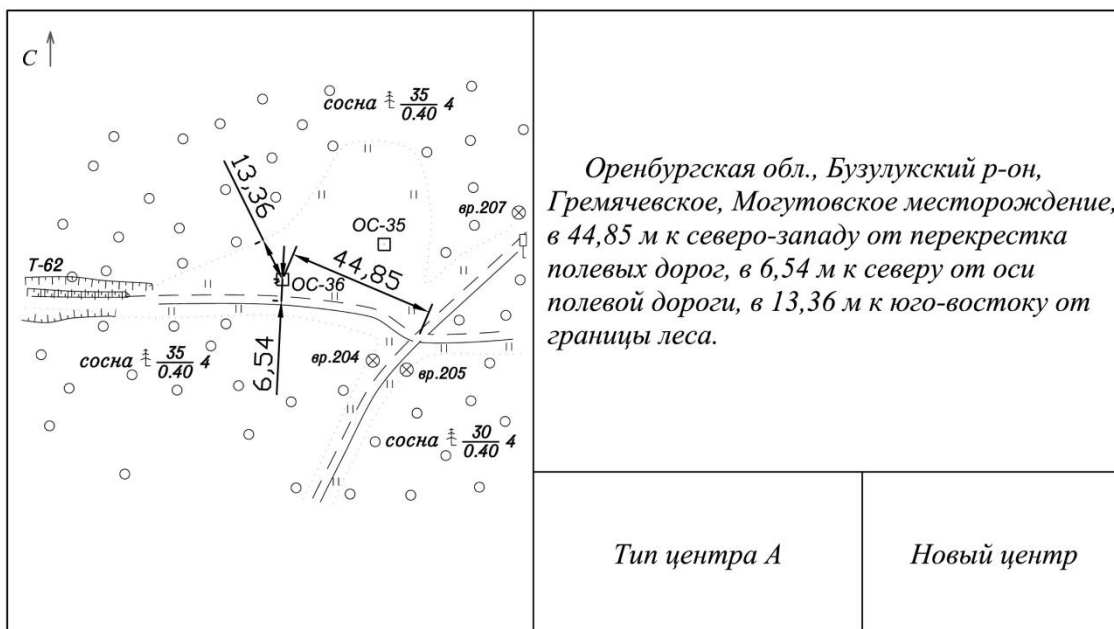 С
сосна 35 4
0.40
13,36
вр.207
ОС-35
Т-62
44,85
ОС-36
6,54
вр.204
вр.205
сосна 35 4
0.40
сосна 30 4
0.40
Оренбургская обл., Бузулукский р-он,
Гремячевское, Могутовское месторождение,
в 44,85 м к северо-западу от перекрестка
полевых дорог, в 6,54 м к северу от оси
полевой дороги, в 13,36 м к юго-востоку от
границы леса.
Тип центра А
Новый центр